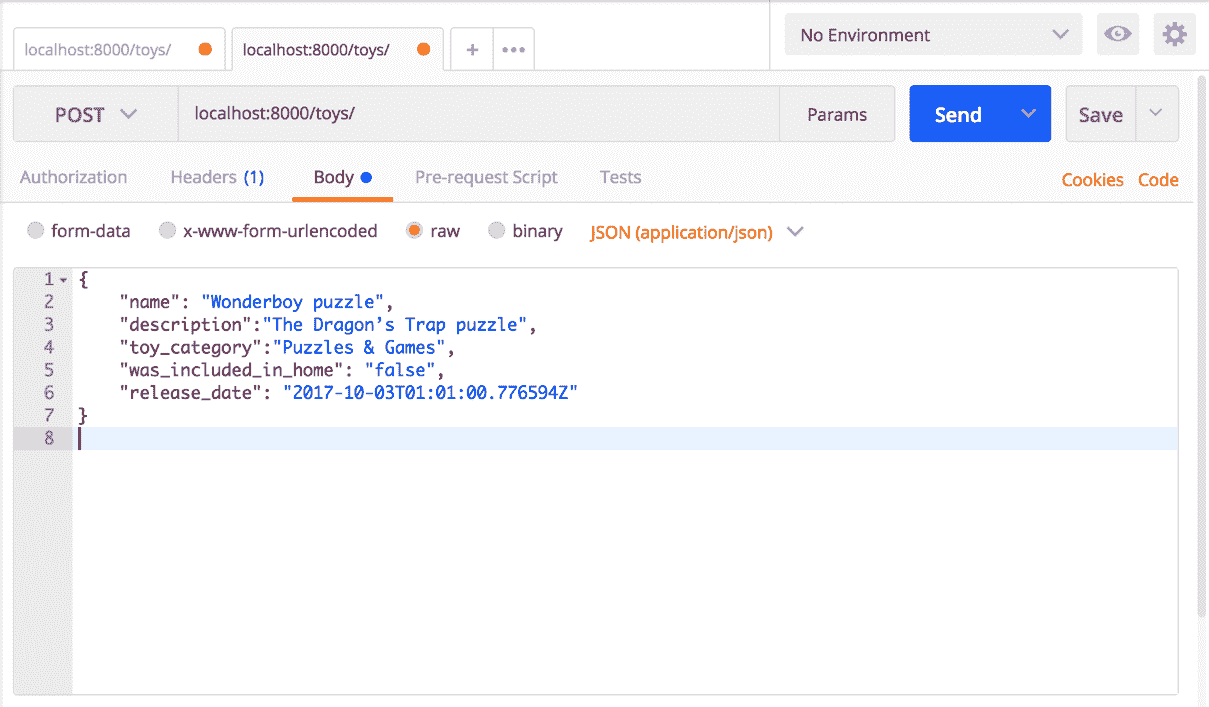 localhost:8000/toys/ localhost:8000/toys/ + ••• No Environment
POST localhost:8000/toys/ Params Send Save
Authorization Headers (1) Body Pre-request Script Tests Cookies Code
form-data x-www-form-urlencoded raw binary JSON (application/json)
1 {
2 "name": "Wonderboy puzzle",
3 "description":"The Dragon’s Trap puzzle",
4 "toy_category":"Puzzles & Games",
5 "was_included_in_home": "false",
6 "release_date": "2017-10-03T01:01:00.776594Z"
7 }
8